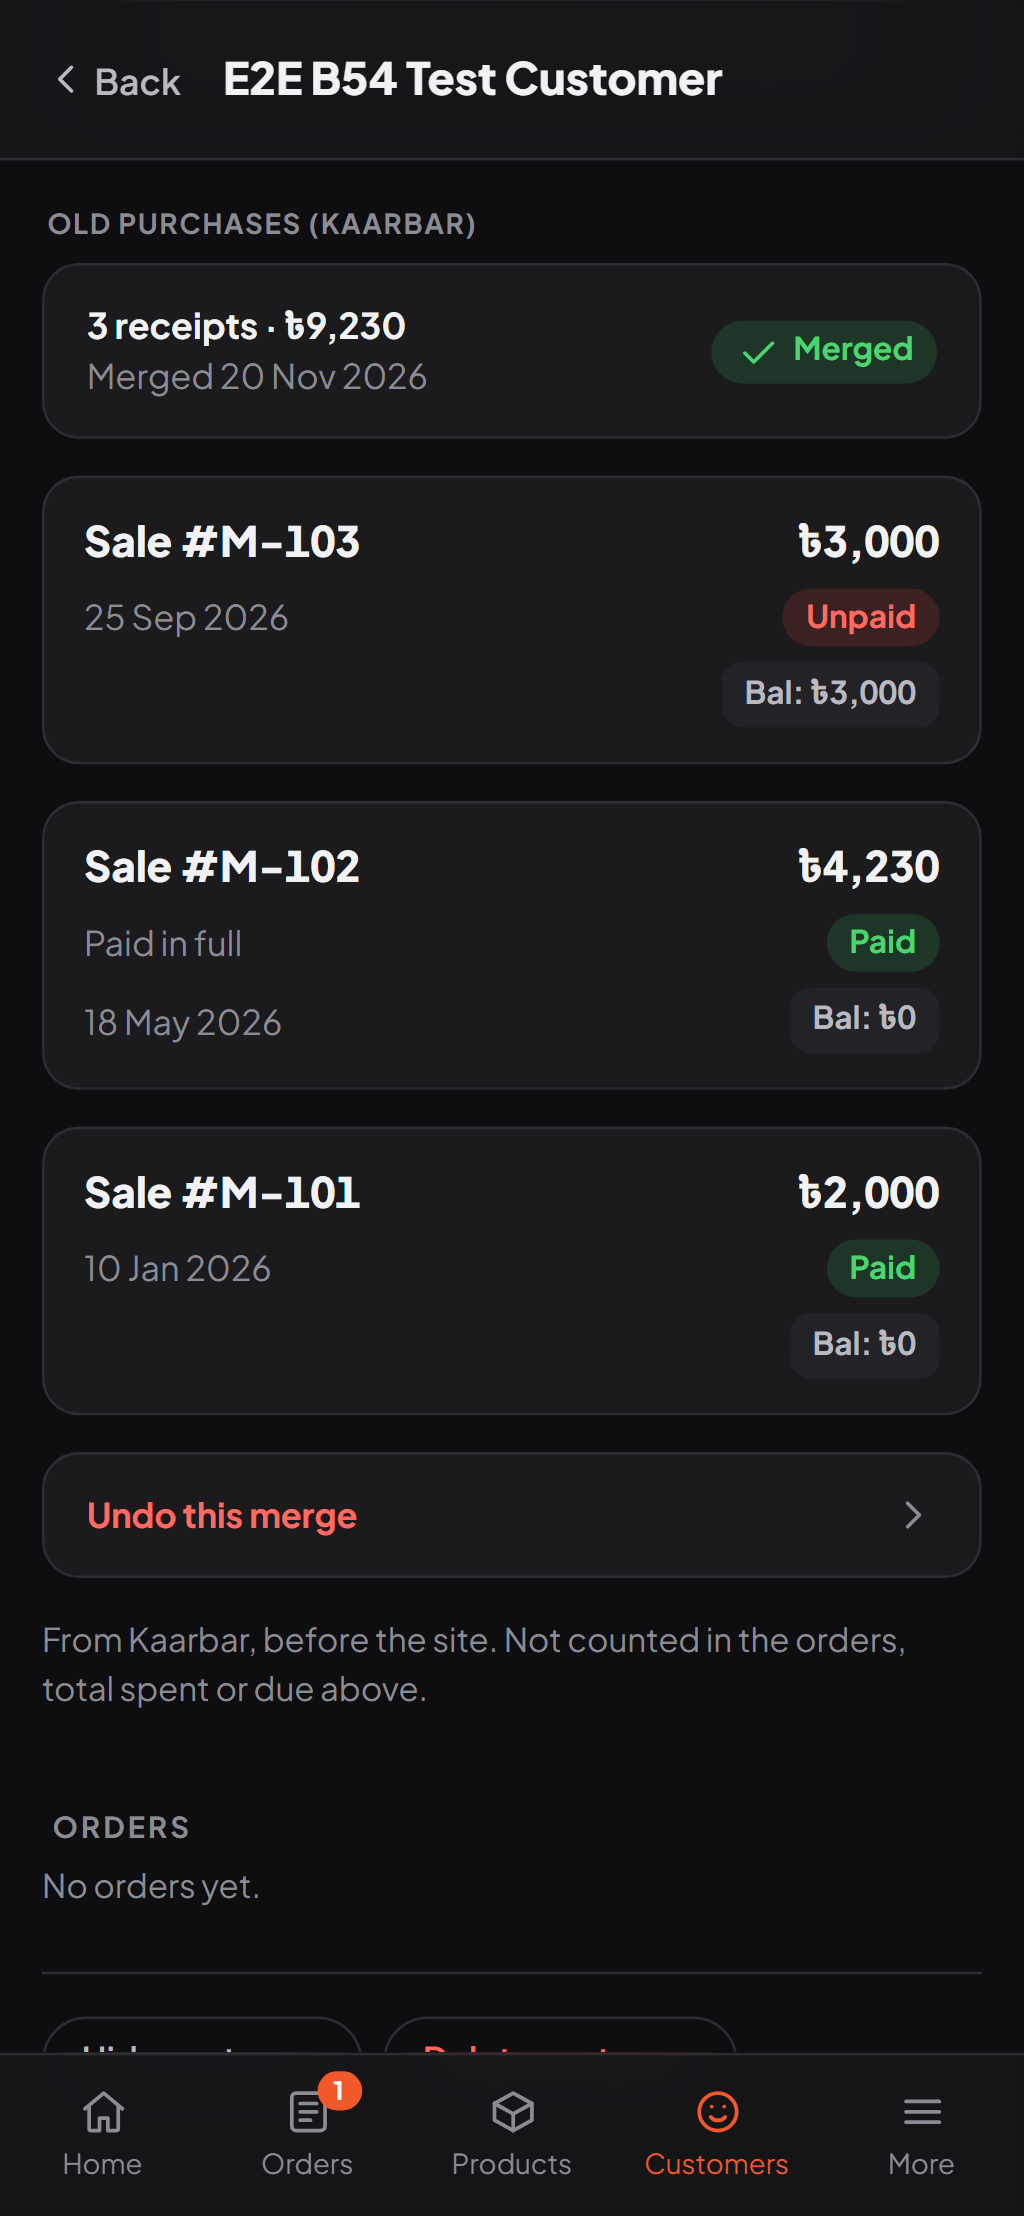 Back
E2E B54 Test Customer
OLD PURCHASES (KAARBAR)
3 receipts · ৳9,230
Merged 20 Nov 2026
Merged
Sale #M-103
৳3,000
25 Sep 2026
Unpaid
Bal: ৳3,000
Sale #M-102
৳4,230
Paid in full
Paid
18 May 2026
Bal: ৳0
Sale #M-101
৳2,000
10 Jan 2026
Paid
Bal: ৳0
Undo this merge
From Kaarbar, before the site. Not counted in the orders,
total spent or due above.
ORDERS
No orders yet.
1
Home
Orders
Products
Customers
More